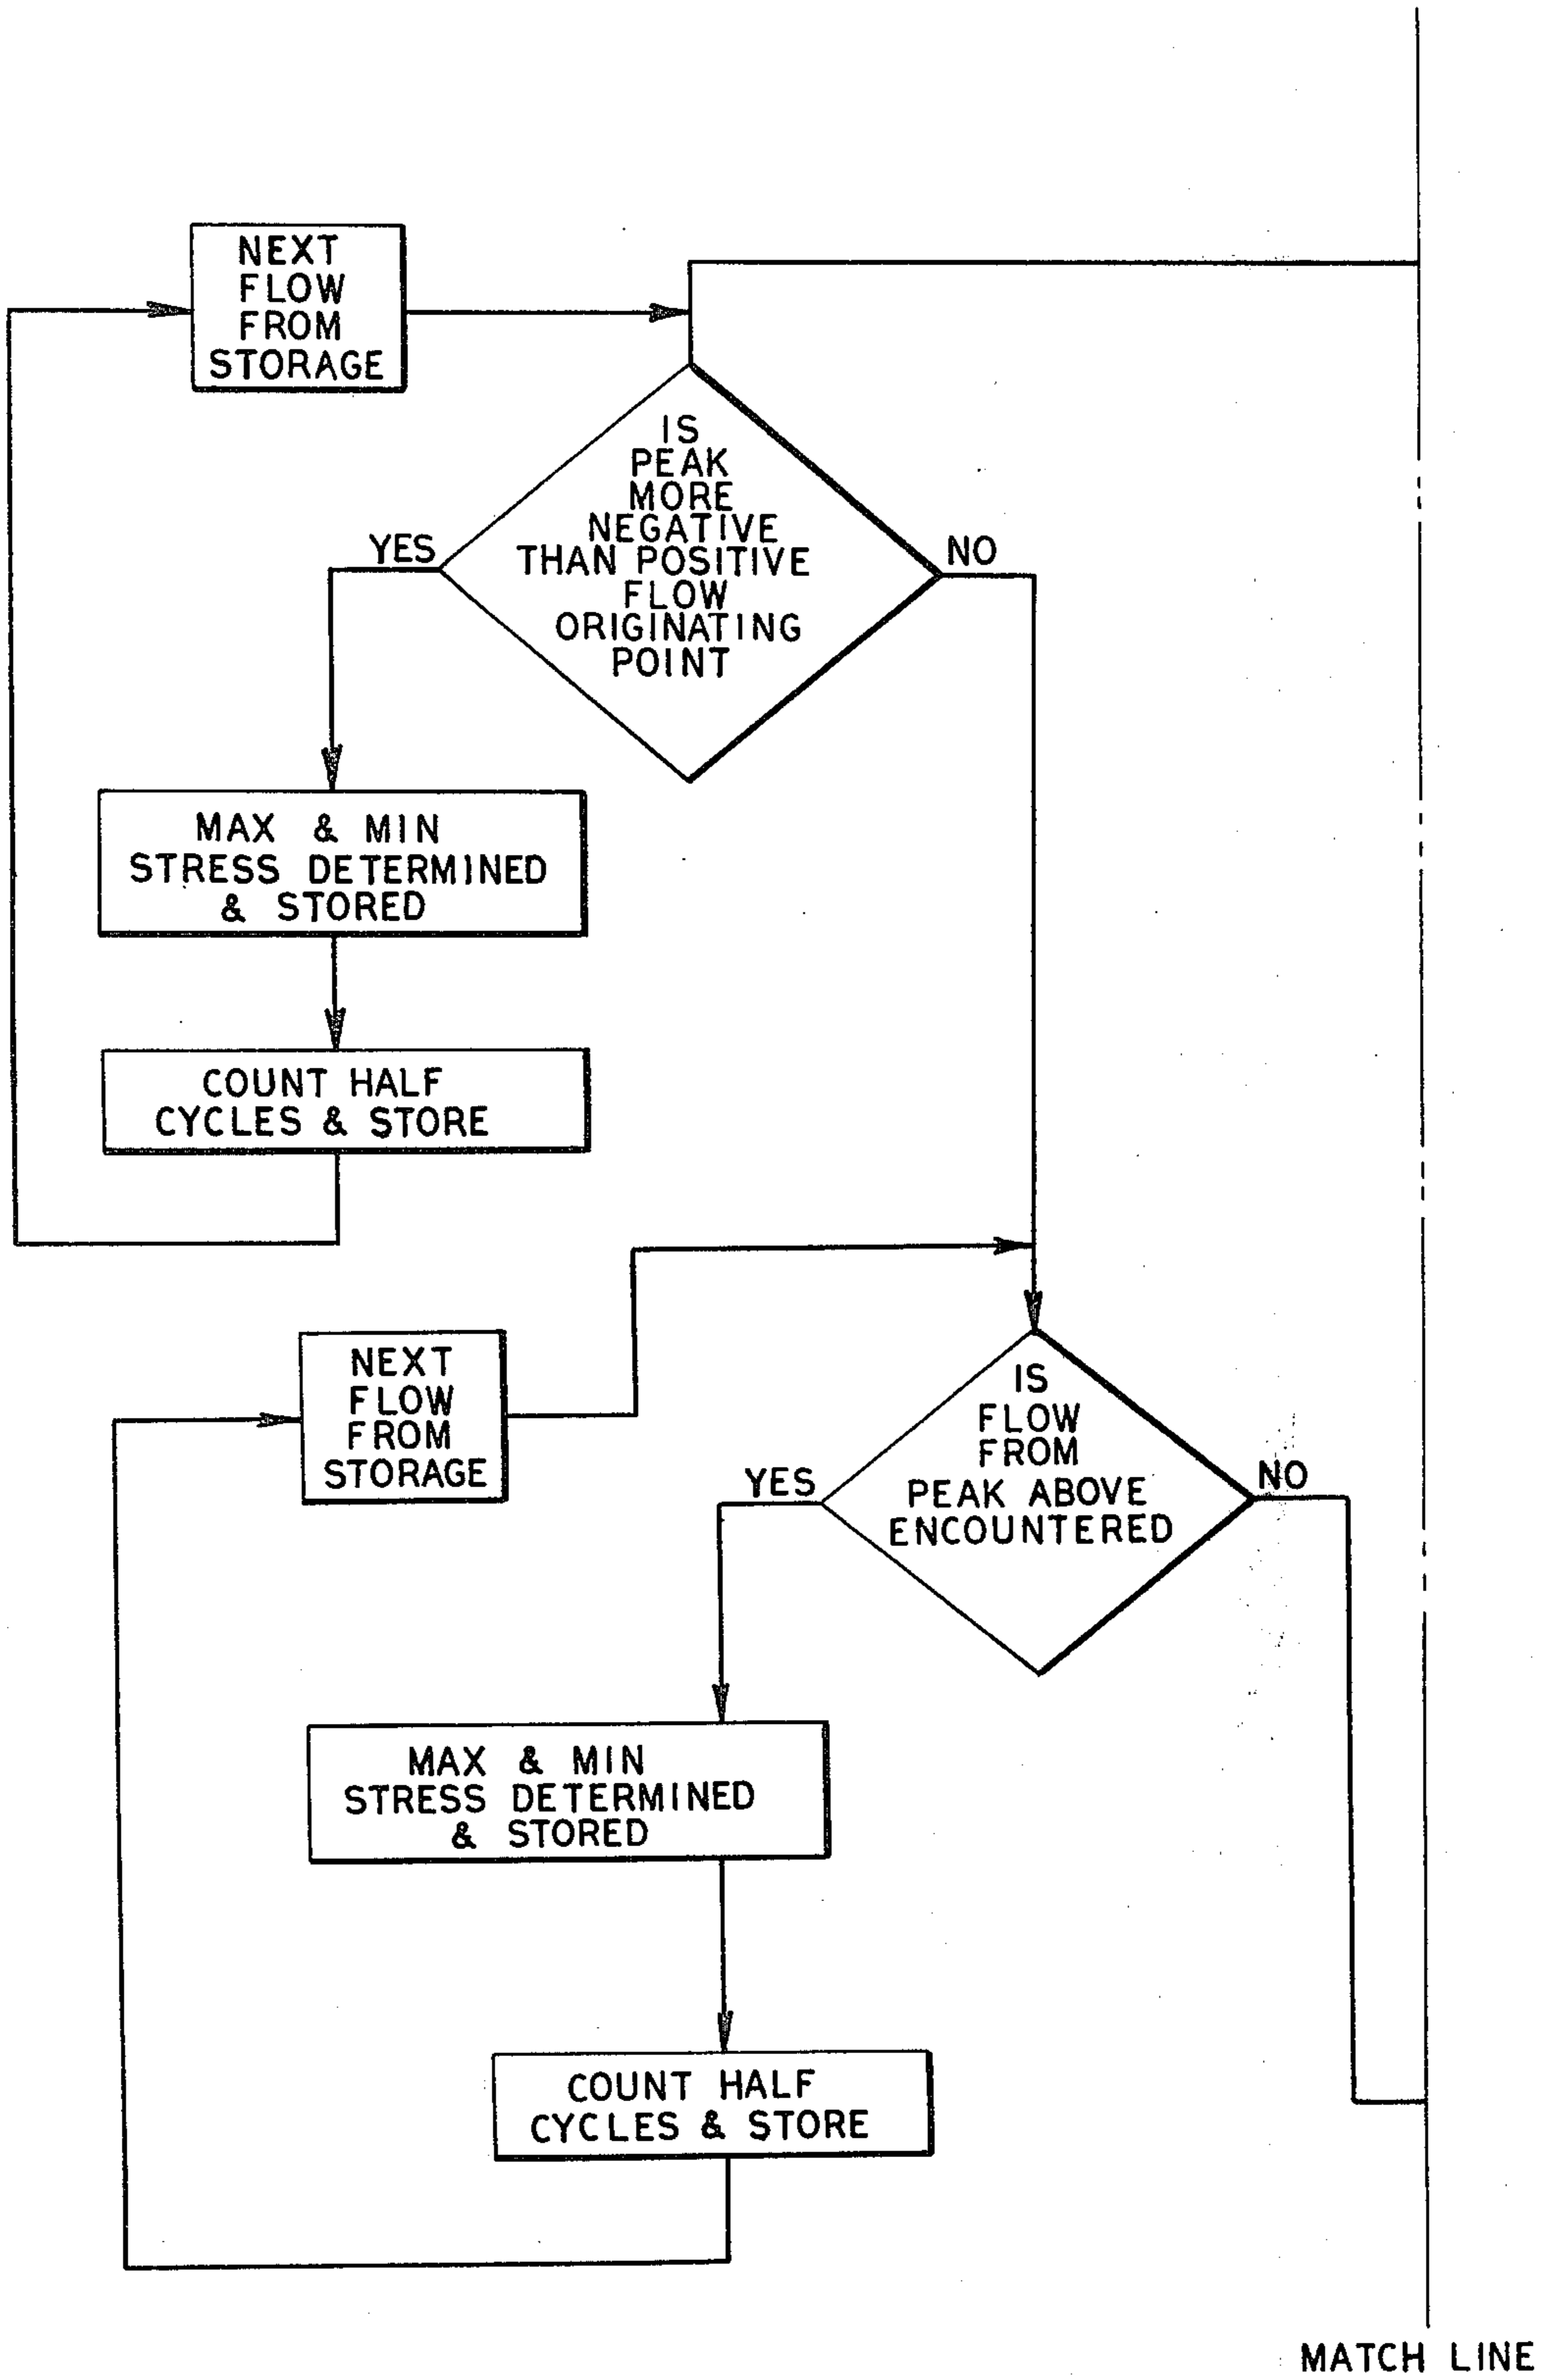 NEXT
FLOW
FROM
STORAGE
IS
PEAK
MORE
NEGATIVE
THAN POSITIVE
FLOW
ORIGINATING
POINT
YES
NO
MAX & MIN
STRESS DETERMINED
& STORED
COUNT HALF
CYCLES & STORE
NEXT
FLOW
FROM
STORAGE
IS
FLOW
FROM
PEAK ABOVE
ENCOUNTERED
YES
NO
MAX & MIN
STRESS DETERMINED
& STORED
COUNT HALF
CYCLES & STORE
MATCH LINE